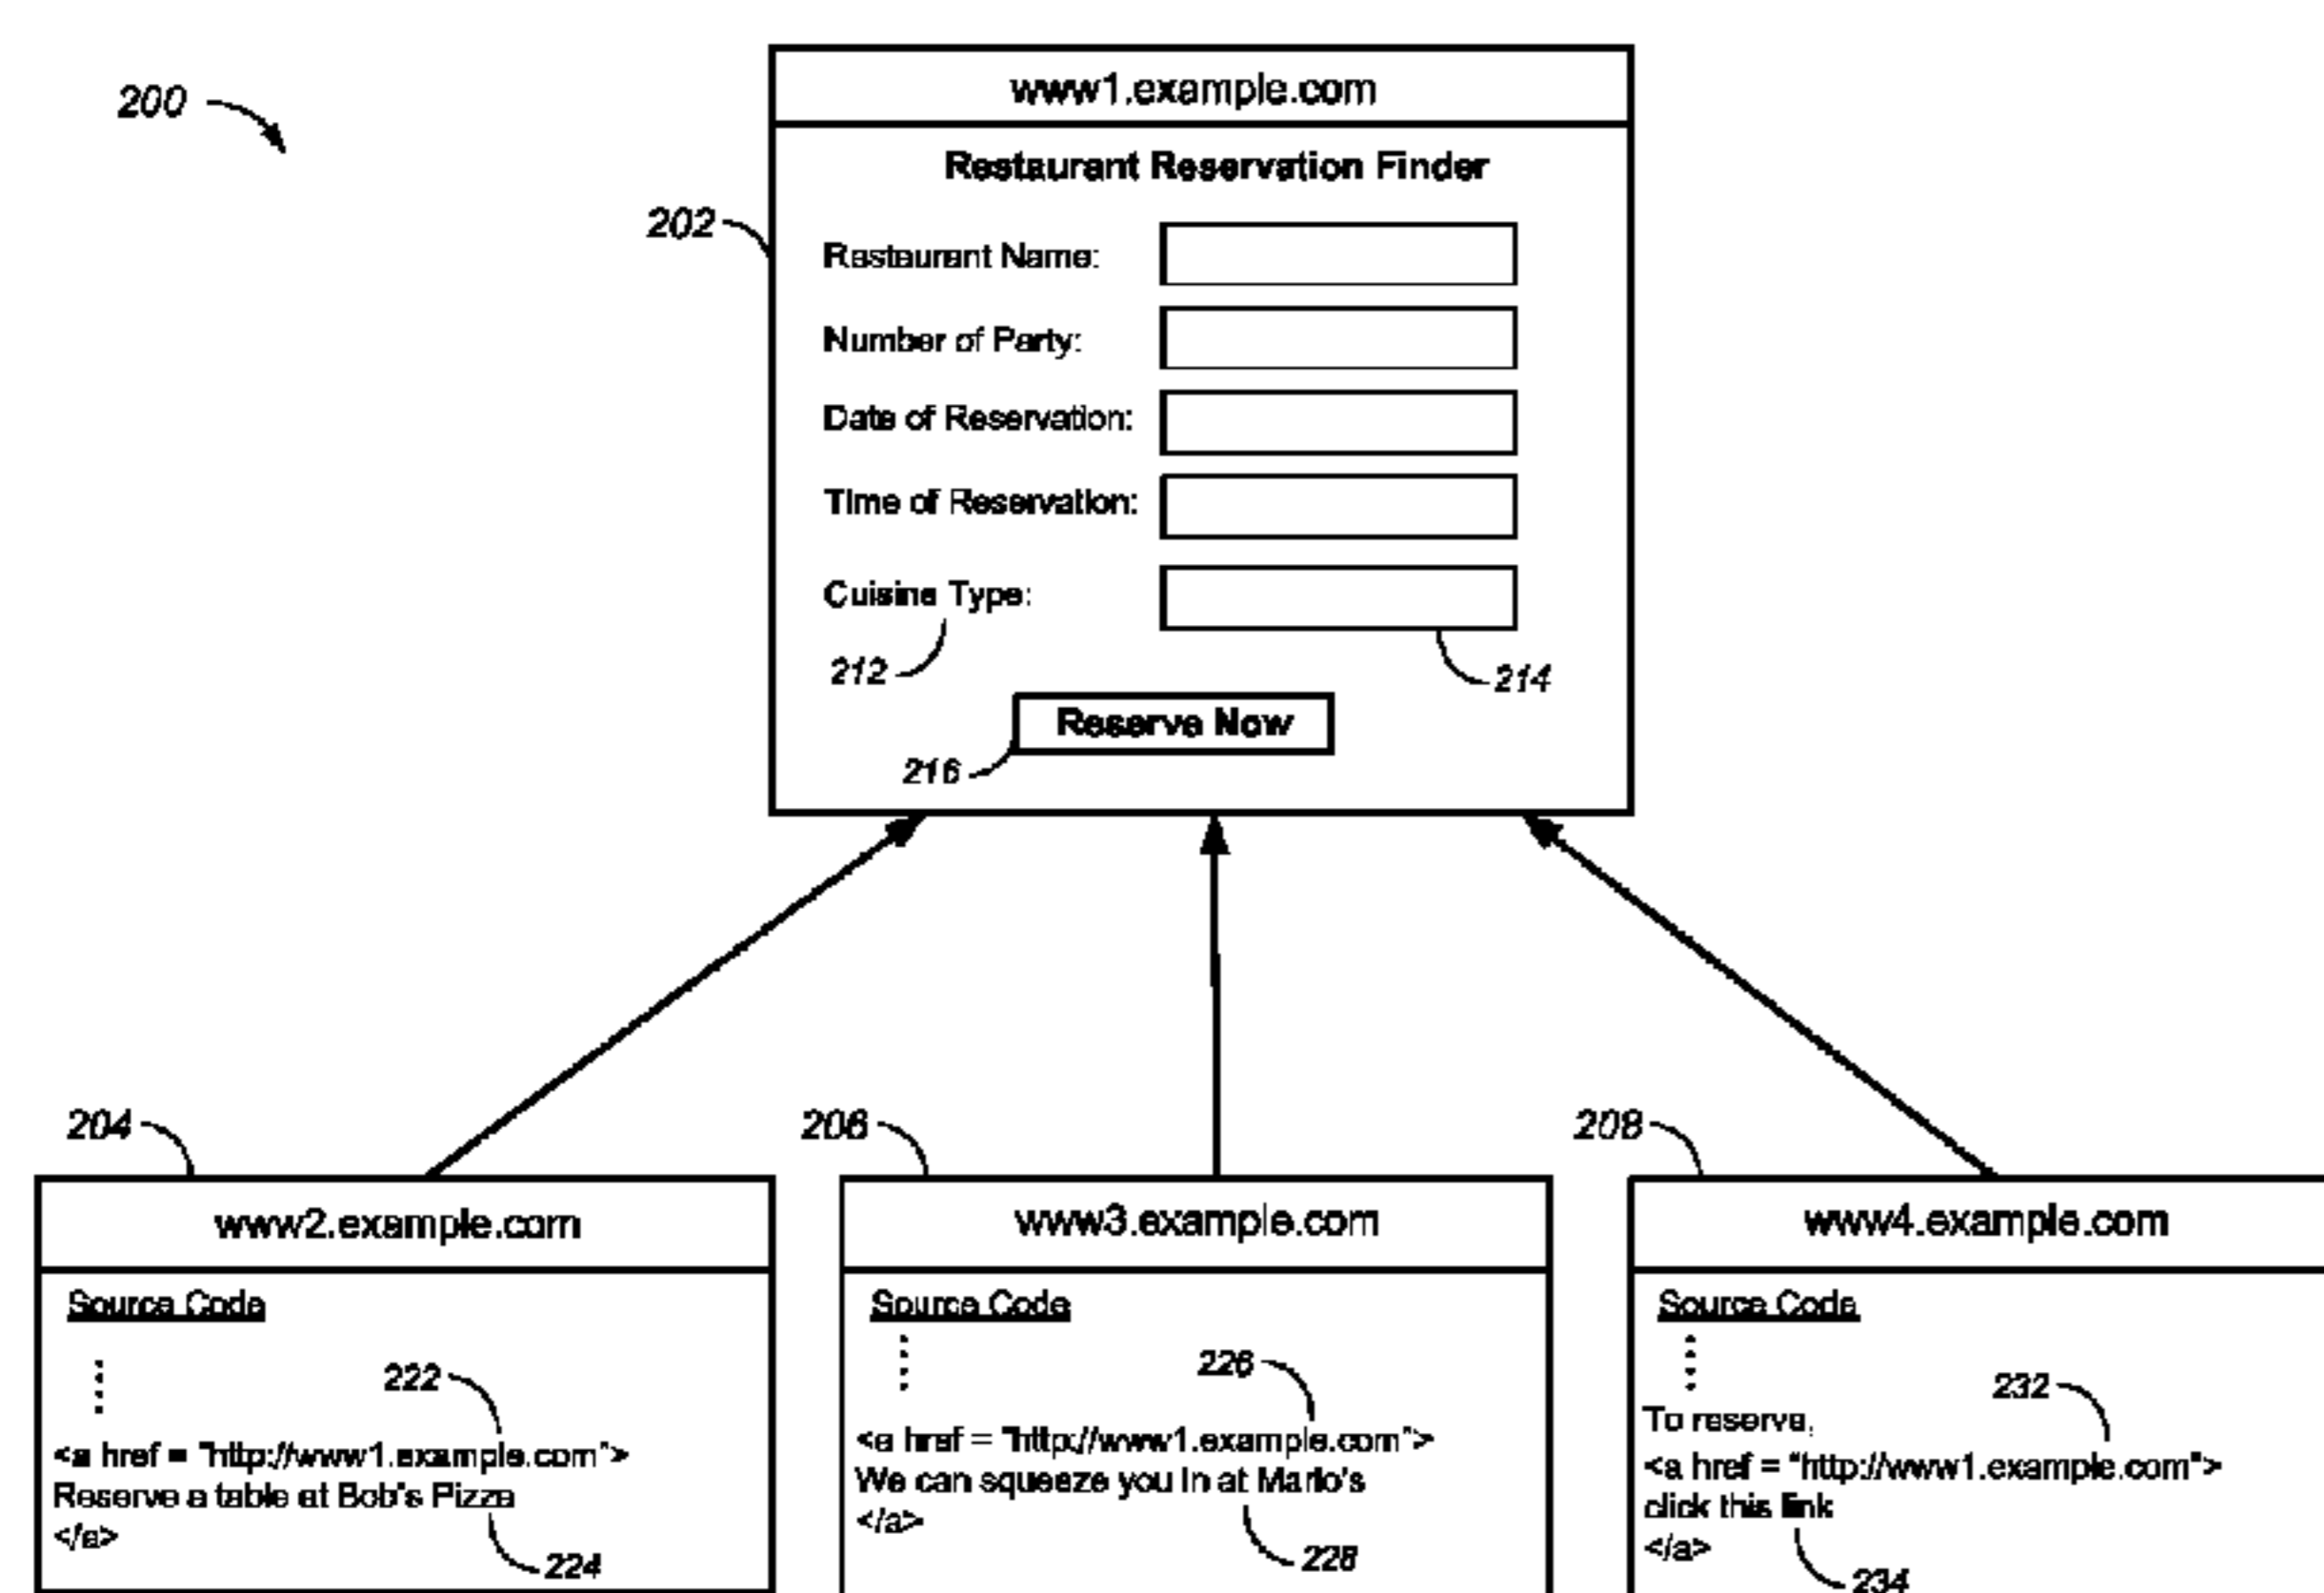 200
www1.example.com
Restaurant Reservation Finder
202
Restaurant Name:
Number of Party:
Date of Reservation:
Time of Reservation:
Cuisine Type:
212
214
Reserve Now
216
204
206
208
www2.example.com
Source Code
222
<a href = "http://www1.example.com">
Reserve a table at Bob's Pizza
</a>
224
www3.example.com
Source Code
226
<a href = "http://www1.example.com">
We can squeeze you in at Mario's
</a>
228
www4.example.com
Source Code
232
To reserve,
<a href = "http://www1.example.com">
click this link
</a>
234